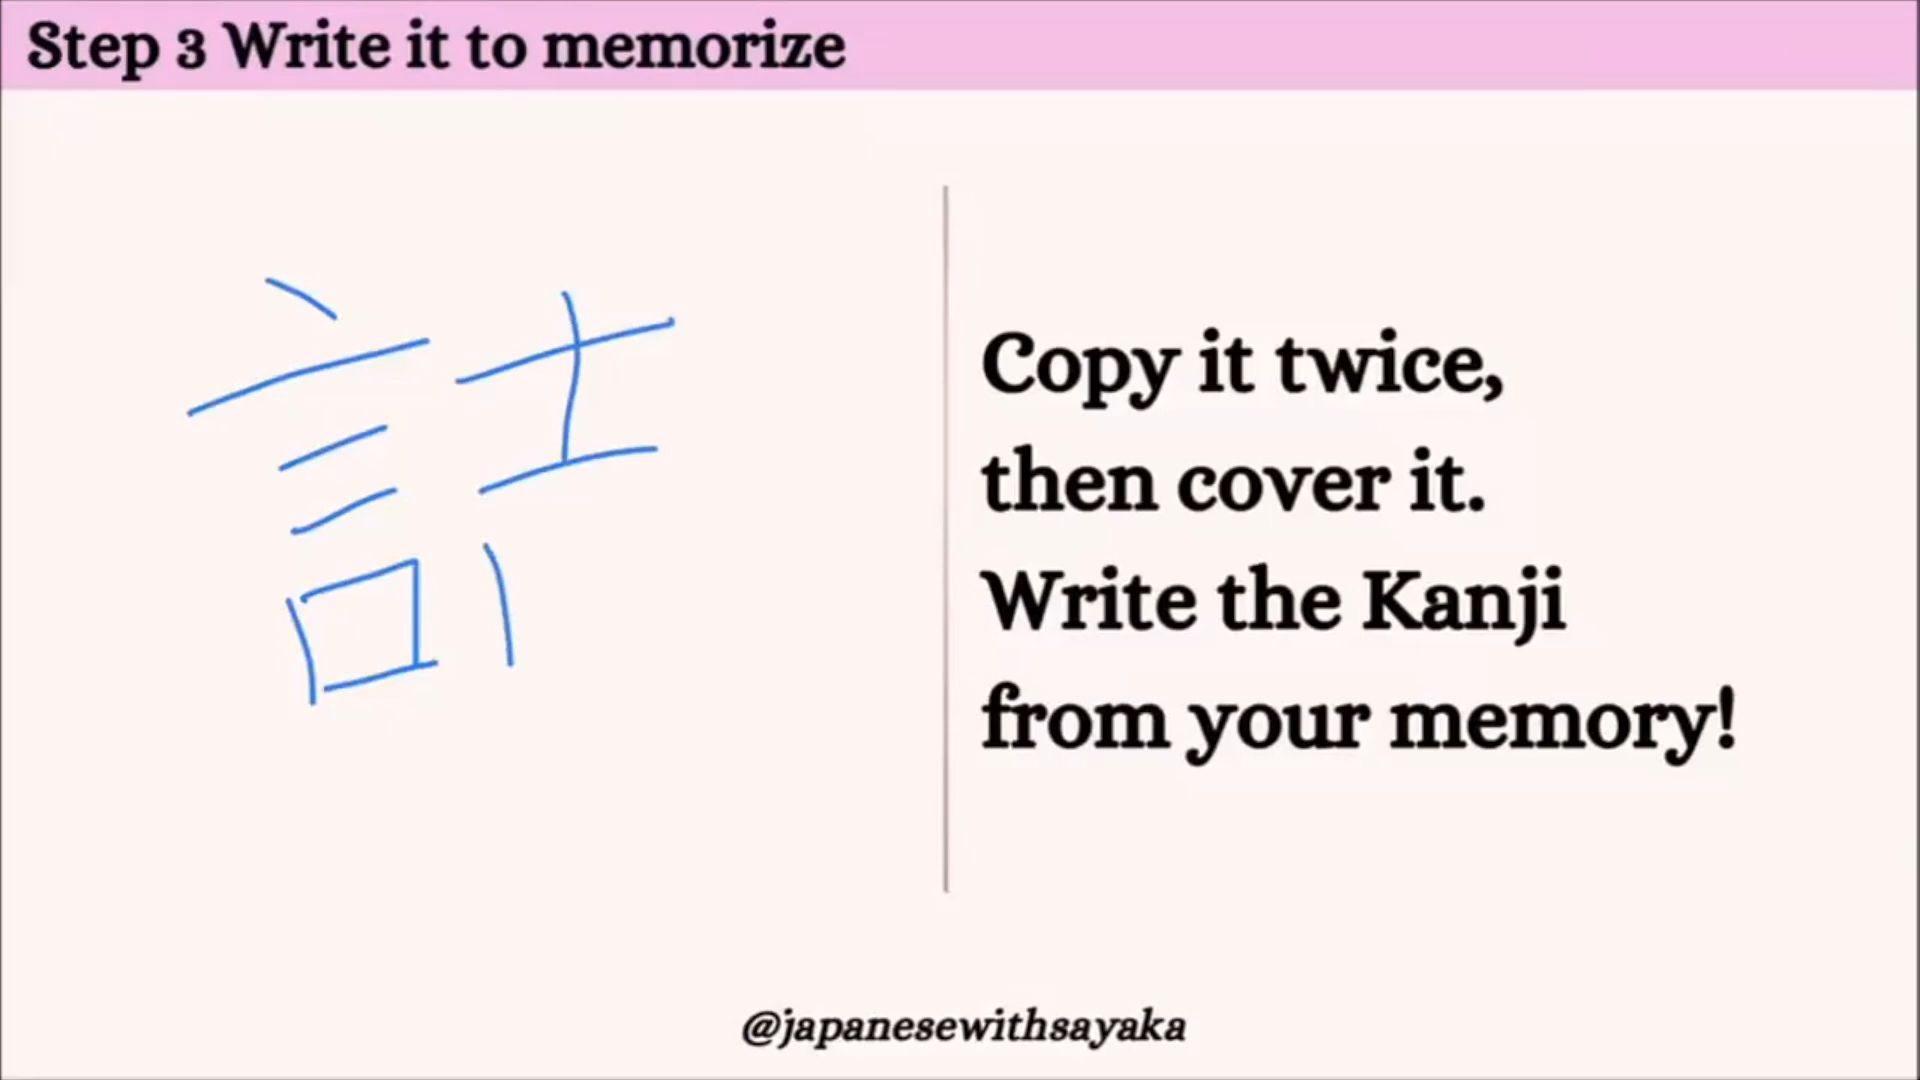 Step 3 Write it to memorize
Copy it twice,
then cover it.
Write the Kanji
from your memory!
@japanesewithsayaka